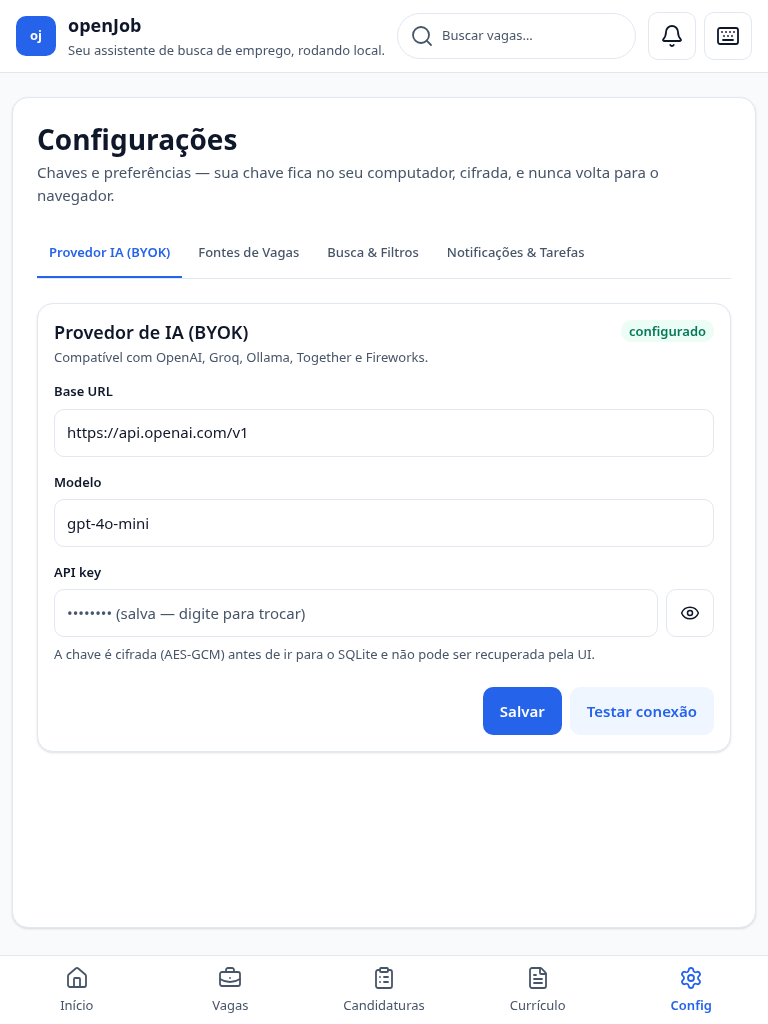 oj
openJob
Seu assistente de busca de emprego, rodando local.
Buscar vagas...
Configurações
Chaves e preferências — sua chave fica no seu computador, cifrada, e nunca volta para o
navegador.
Provedor IA (BYOK)
Fontes de Vagas
Busca & Filtros
Notificações & Tarefas
Provedor de IA (BYOK)
configurado
Compatível com OpenAI, Groq, Ollama, Together e Fireworks.
Base URL
https://api.openai.com/v1
Modelo
gpt-4o-mini
API key
•••••••• (salva — digite para trocar)
A chave é cifrada (AES-GCM) antes de ir para o SQLite e não pode ser recuperada pela UI.
Salvar
Testar conexão
Início
Vagas
Candidaturas
Currículo
Config